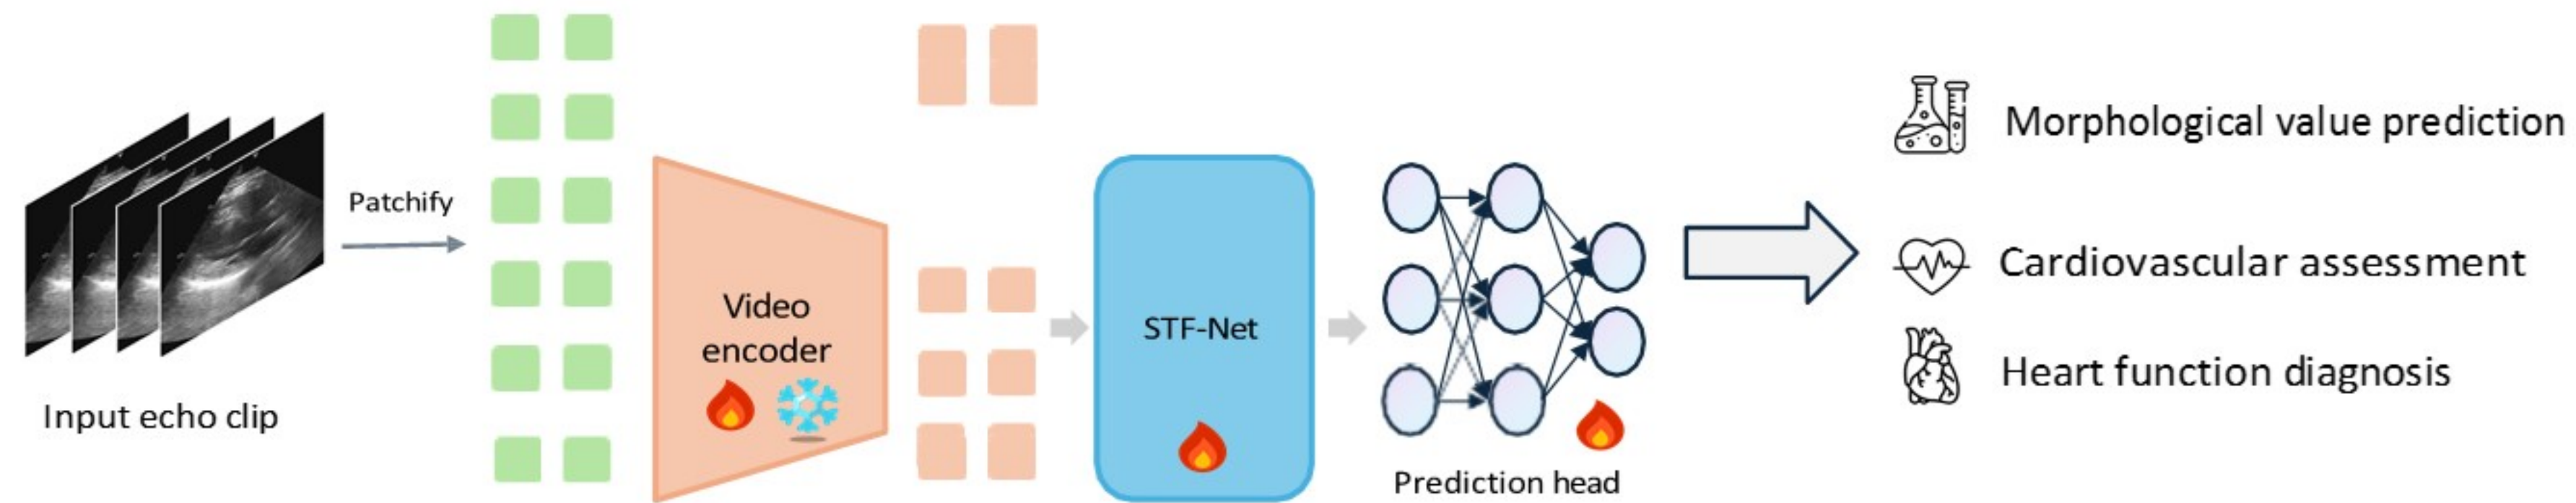 Patchify
Input echo clip
Video
encoder
STF-Net
Prediction head
Morphological value prediction
Cardiovascular assessment
Heart function diagnosis